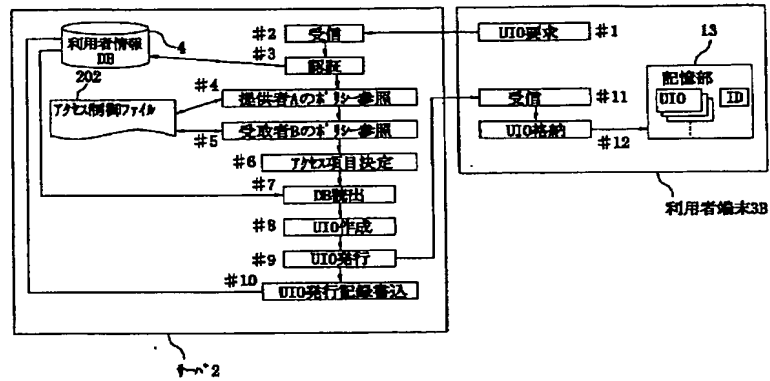 利用者情報
DB
4
202
アクセス制御ファイル
#2 受信
#3 認証
#4 提供者Aのポリシー参照
#5 受取者Bのポリシー参照
#6 アクセス項目決定
#7 DB読出
#8 UIO作成
#9 UIO発行
#10 UIO発行記録書込
サーバ2
UIO要求 #1
受信 #11
UIO格納 #12
13
記憶部
UIO
ID
利用者端末3B